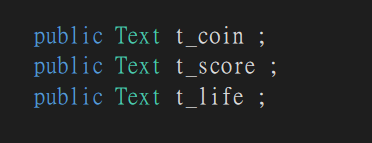 public Text t_coin ;
public Text t_score ;
public Text t_life ;